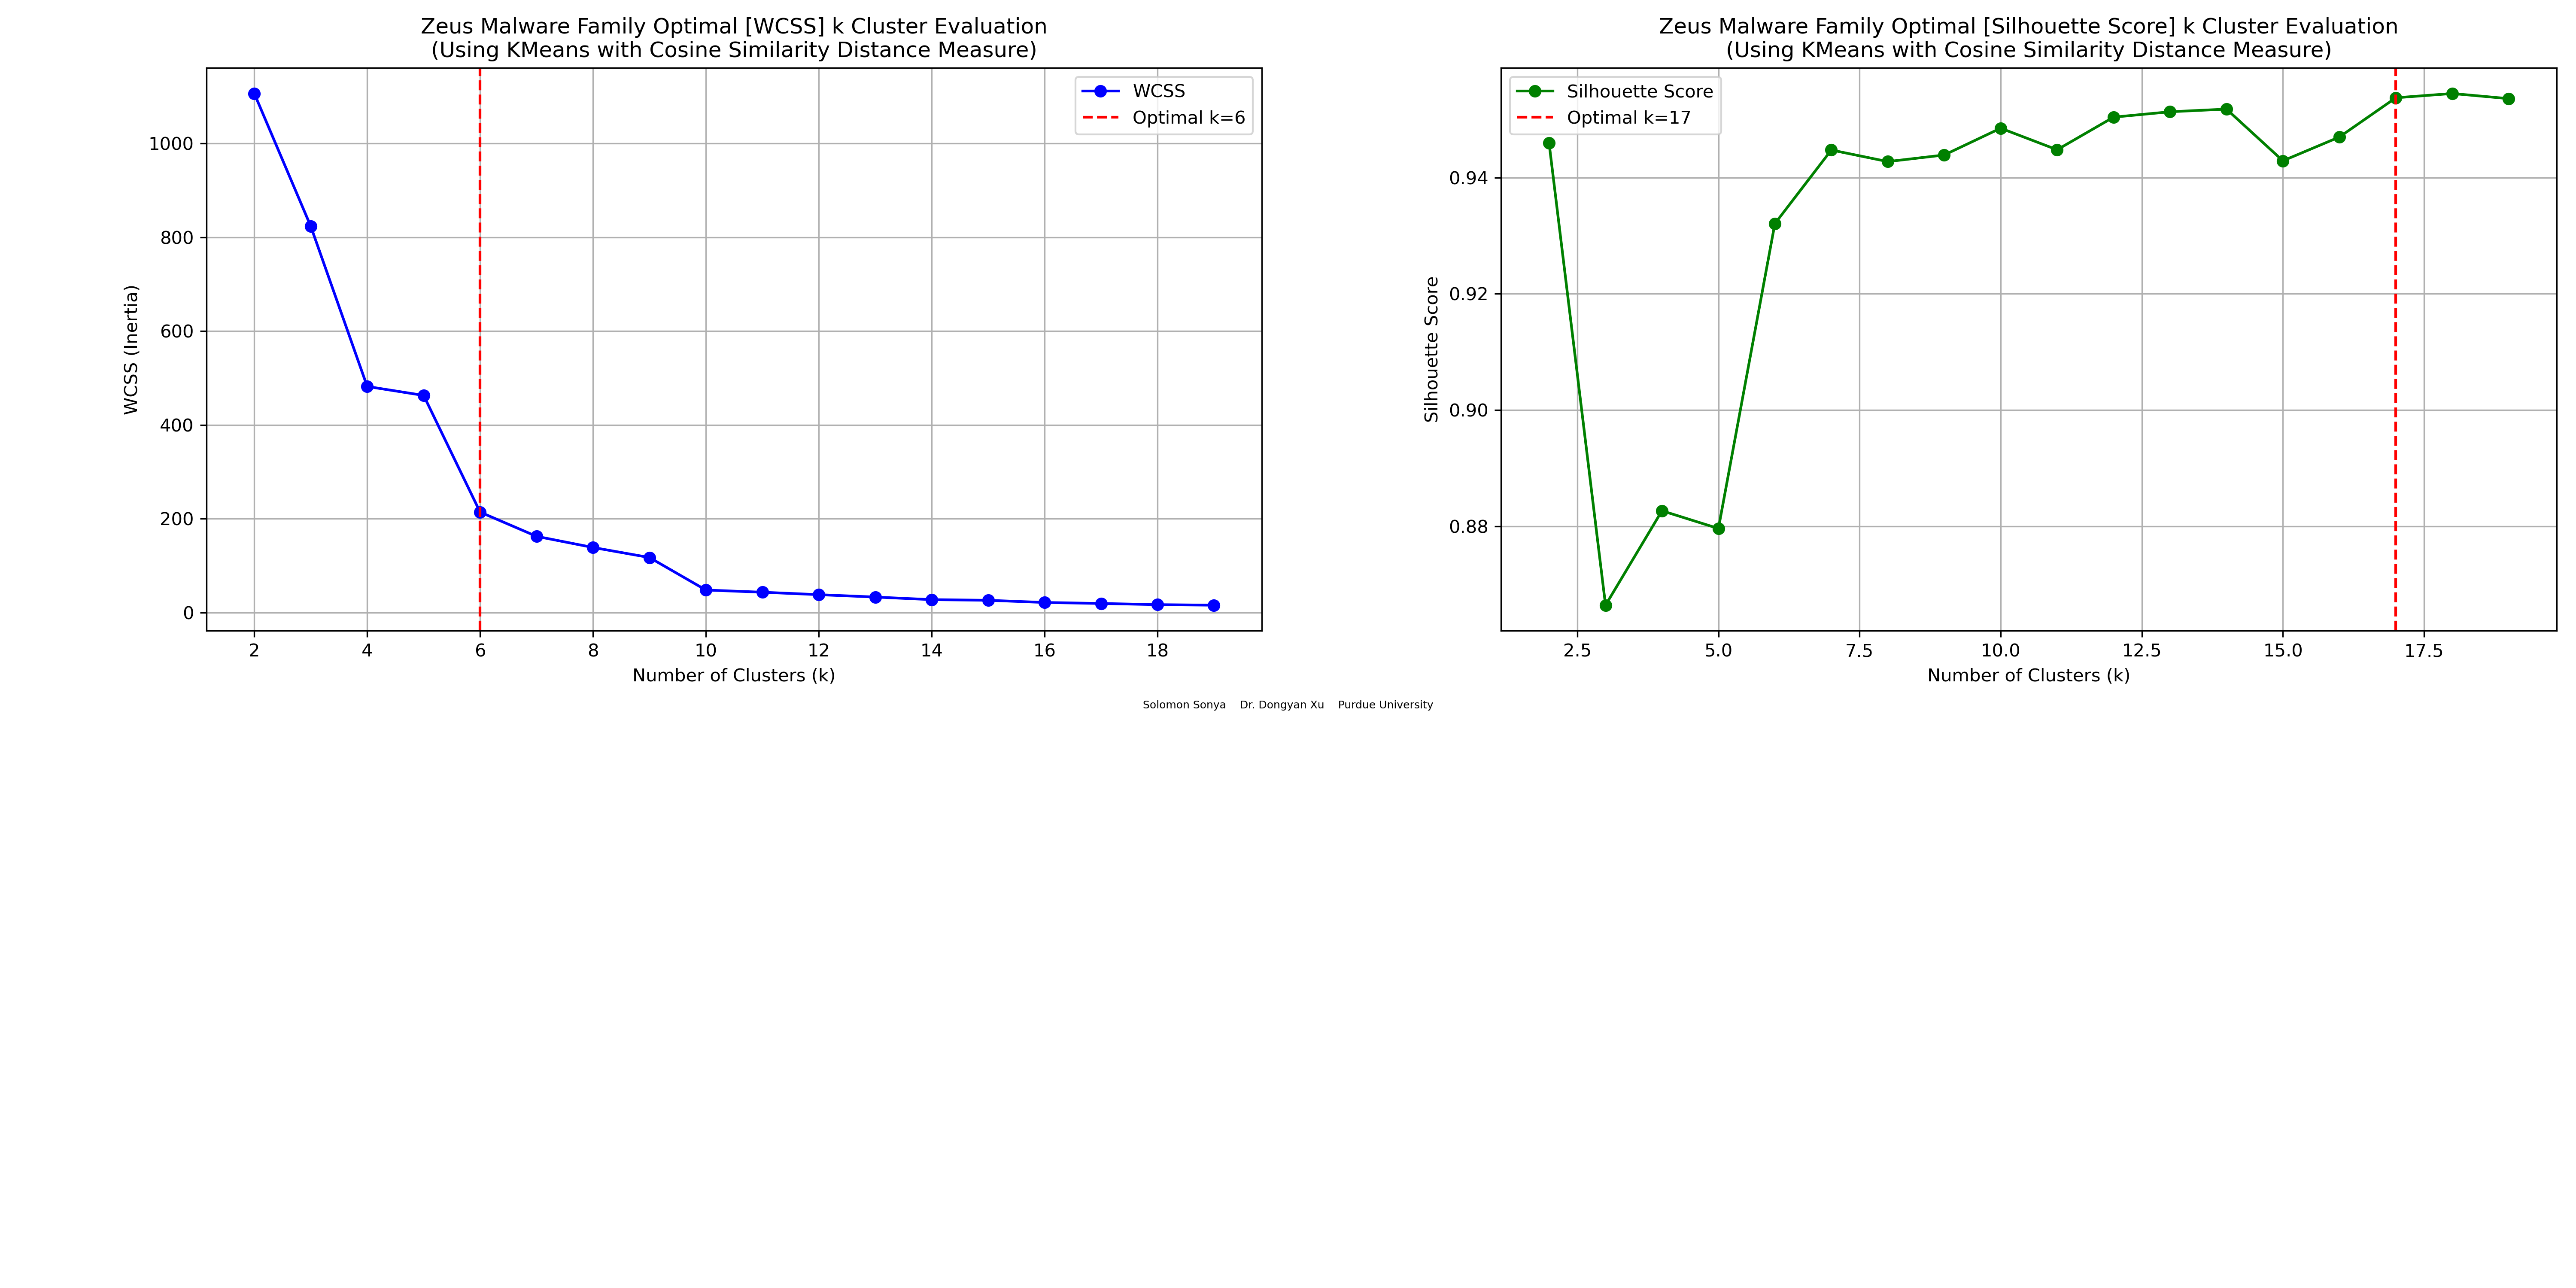 Zeus Malware Family Optimal [WCSS] k Cluster Evaluation
(Using KMeans with Cosine Similarity Distance Measure)
WCSS
Optimal k=6
1000
800
600
400
200
0
WCSS (Inertia)
2 4 6 8 10 12 14 16 18
Number of Clusters (k)
Zeus Malware Family Optimal [Silhouette Score] k Cluster Evaluation
(Using KMeans with Cosine Similarity Distance Measure)
Silhouette Score
Optimal k=17
0.94
0.92
0.90
0.88
Silhouette Score
2.5 5.0 7.5 10.0 12.5 15.0 17.5
Number of Clusters (k)
Solomon Sonya Dr. Dongyan Xu Purdue University